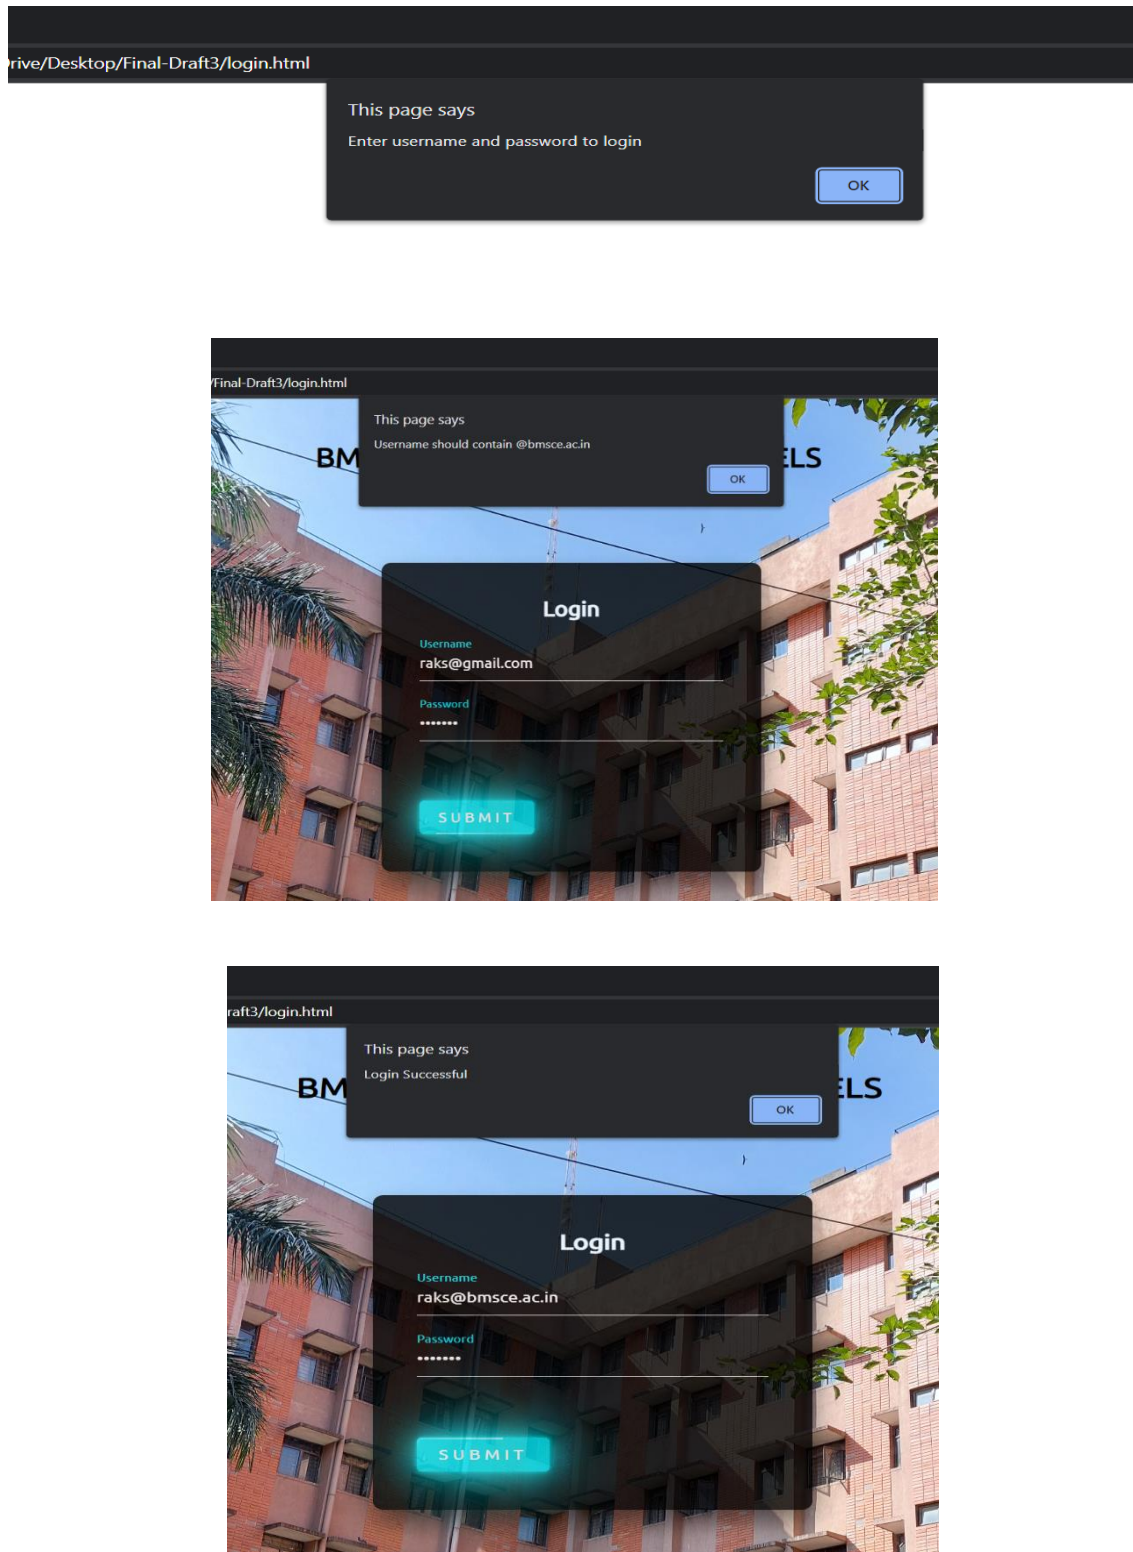 rive/Desktop/Final-Draft3/login.html
This page says
Enter username and password to login
OK
/Final-Draft3/login.html
This page says
Username should contain @bmsce.ac.in
OK
BM ELS
}
Login
Username
raks@gmail.com
Password
•••••••
SUBMIT
raft3/login.html
This page says
Login Successful
OK
BM ELS
}
Login
Username
raks@bmsce.ac.in
Password
•••••••
SUBMIT